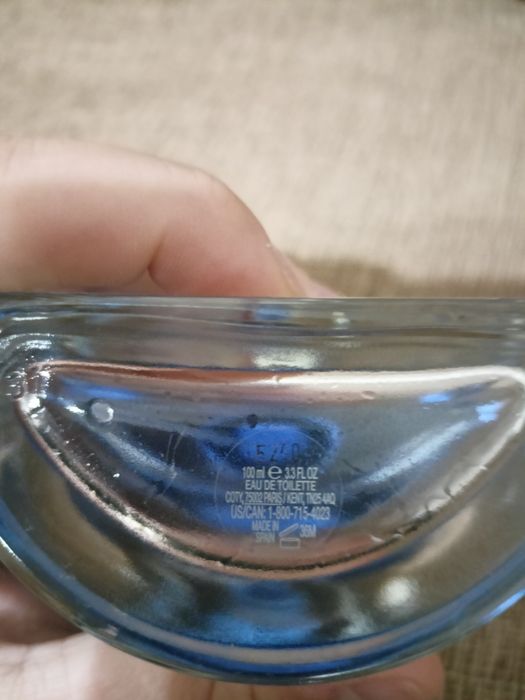 100 ml e 3.3 FL OZ
EAU DE TOILETTE
COTY, 75002 PARIS / KENT, TN25 4AQ
US/CAN: 1-800-715-4023
MADE IN
SPAIN 36M